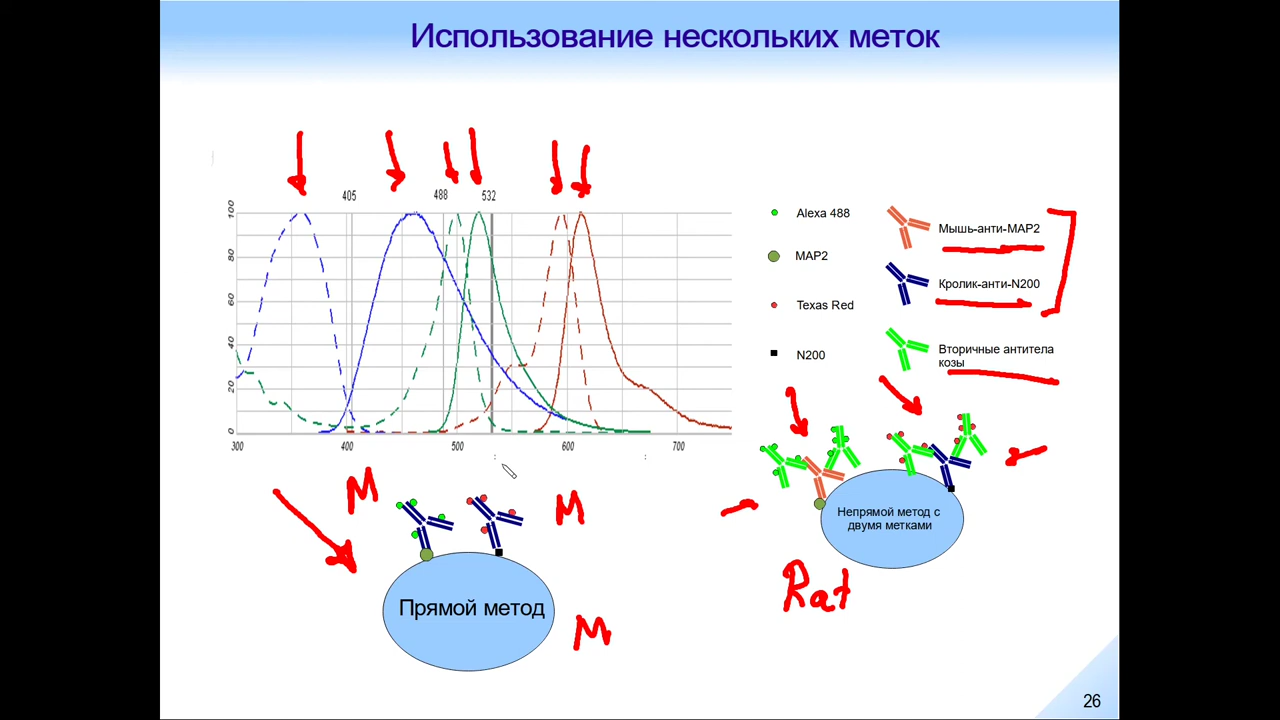 Использование нескольких меток
405
488
532
100
80
60
40
20
0
300
400
500
600
700
Alexa 488
MAP2
Texas Red
N200
Мышь-анти-MAP2
Кролик-анти-N200
Вторичные антитела
козы
M
M
Прямой метод
M
Непрямой метод с
двумя метками
Rat
26